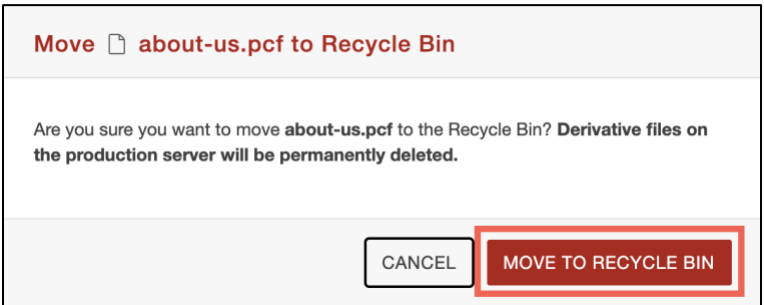 Move about-us.pcf to Recycle Bin
Are you sure you want to move about-us.pcf to the Recycle Bin? Derivative files on
the production server will be permanently deleted.
CANCEL
MOVE TO RECYCLE BIN